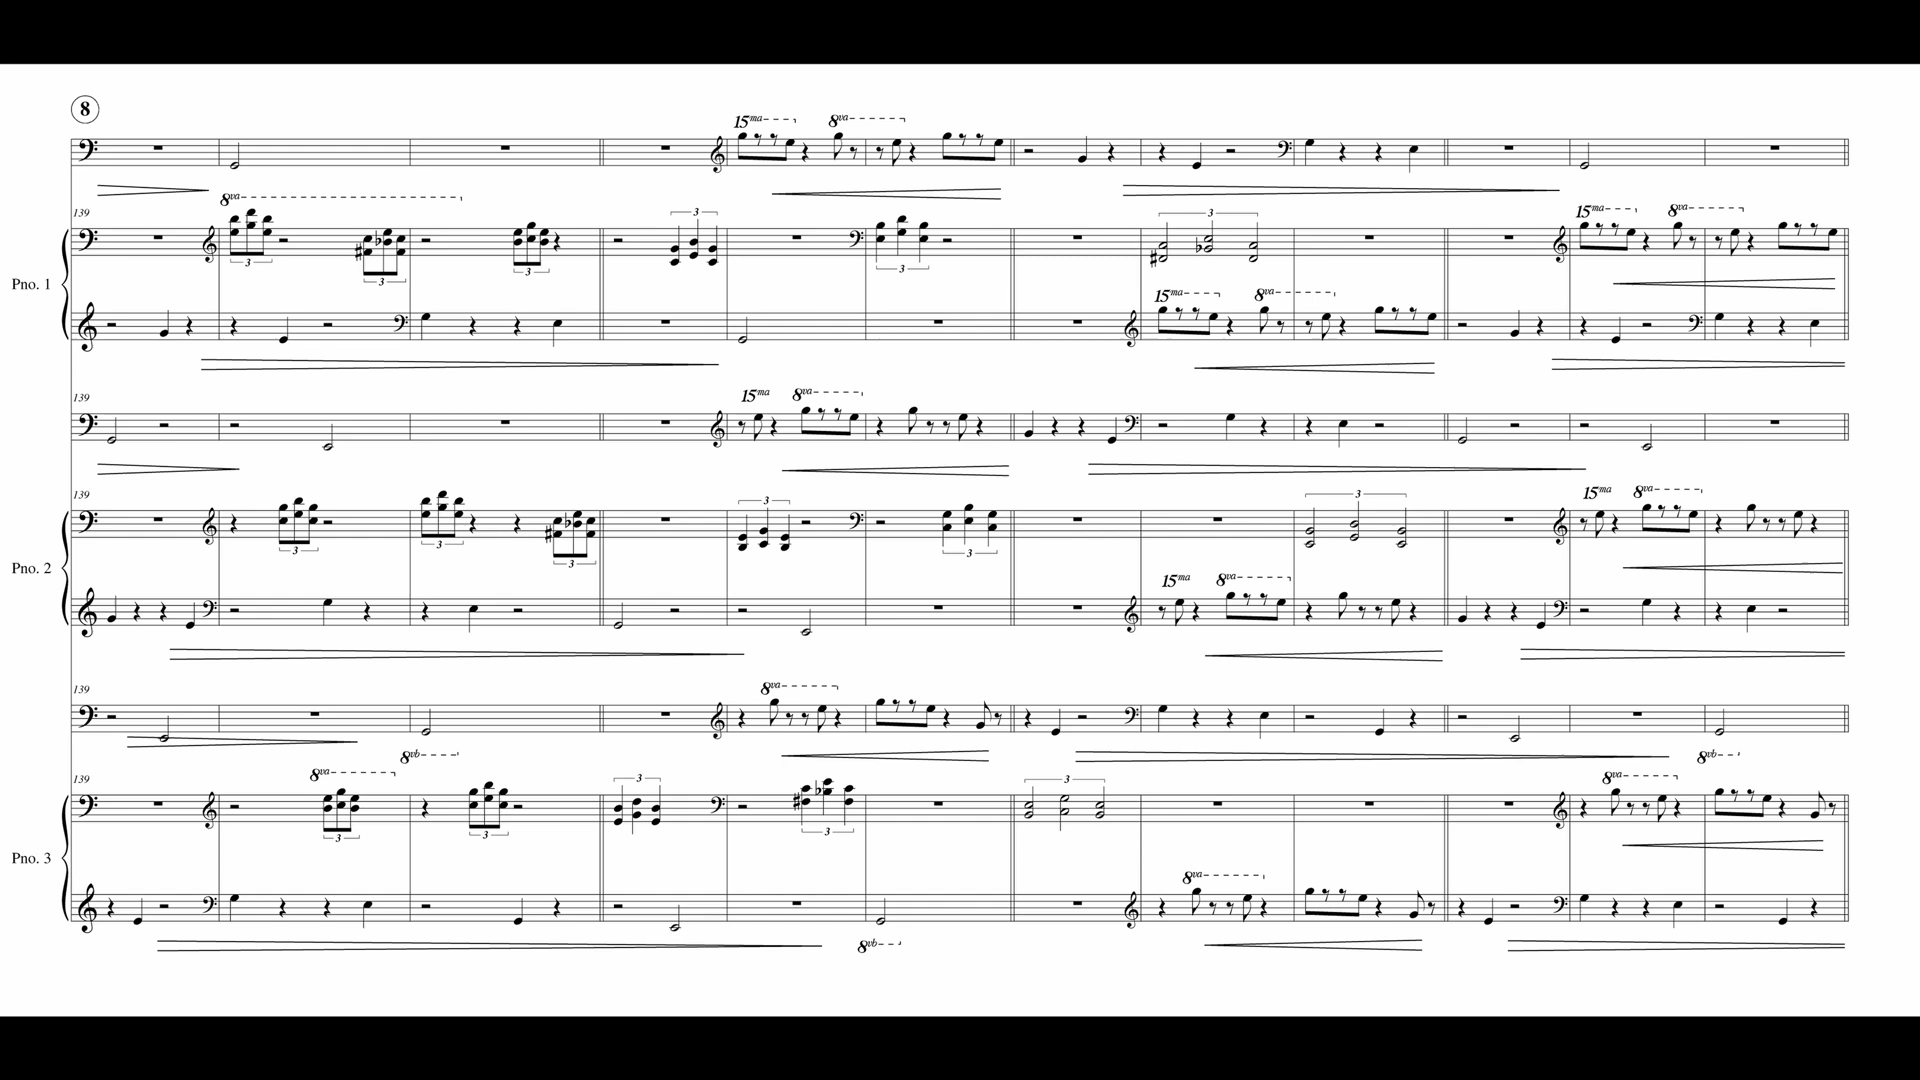 8
15ma 8va
139 8va 3 3 3 3 3 3 15ma 8va
Pno. 1
15ma 8va
139 15ma 8va
139 3 3 3 3 3 3 15ma 8va
Pno. 2
15ma 8va
139 8va
8vb 8vb
139 8va 3 3 3 3 3 8va
Pno. 3
8va
8vb